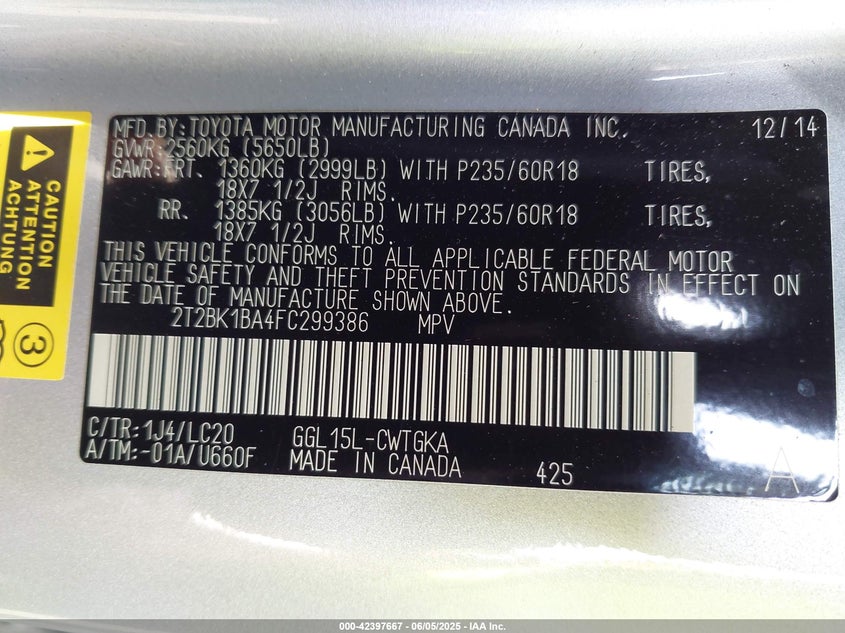 MFD. BY: TOYOTA MOTOR MANUFACTURING CANADA INC. 12/14
GVWR 2560KG (5650LB)
GAWR: FRT. 1360KG (2999LB) WITH P235/60R18 TIRES,
18X7 1/2J RIMS.
RR. 1385KG (3056LB) WITH P235/60R18 TIRES,
18X7 1/2J RIMS.
THIS VEHICLE CONFORMS TO ALL APPLICABLE FEDERAL MOTOR
VEHICLE SAFETY AND THEFT PREVENTION STANDARDS IN EFFECT ON
THE DATE OF MANUFACTURE SHOWN ABOVE.
2T2BK1BA4FC299386 MPV
C/TR: 1J4/LC20 GGL15L-CWTGKA
A/TM: -01A/U660F MADE IN CANADA 425 A
CAUTION
ATTENTION
ACHTUNG
3
000-42397667 - 06/05/2025 - IAA Inc.